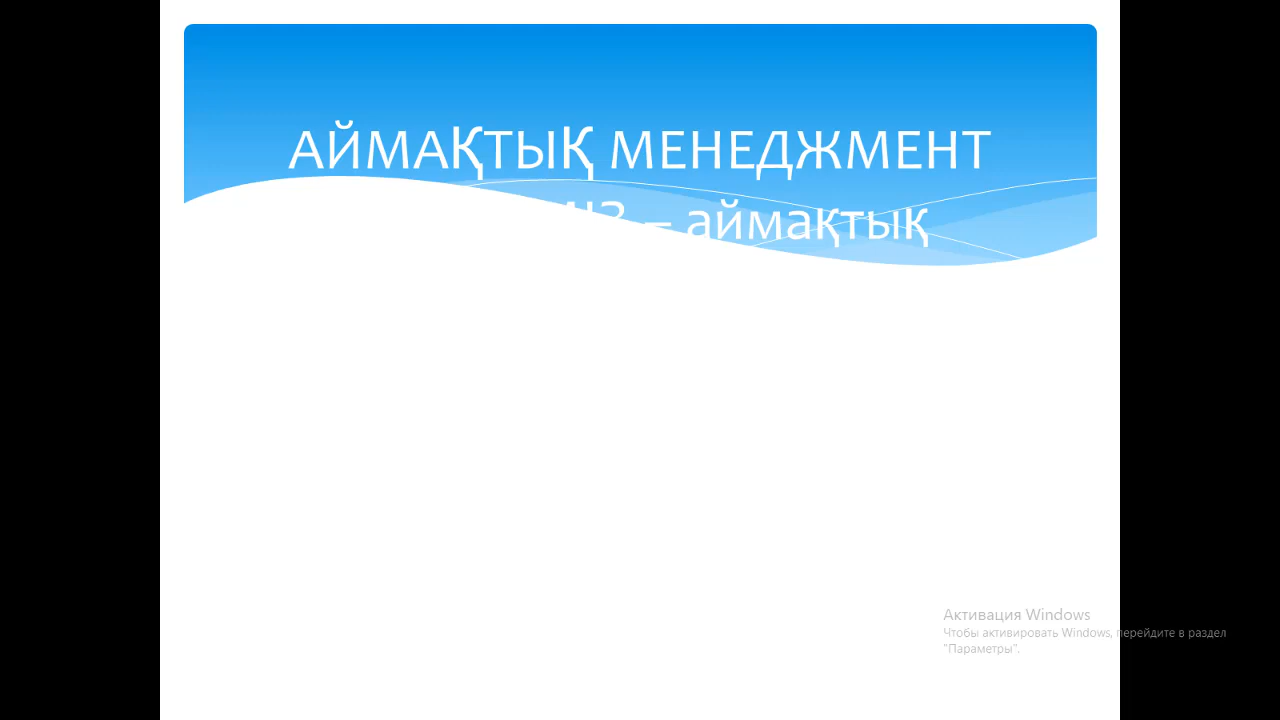 АЙМАҚТЫҚ МЕНЕДЖМЕНТ
– аймақтық
Активация Windows
Чтобы активировать Windows, перейдите в раздел
"Параметры".